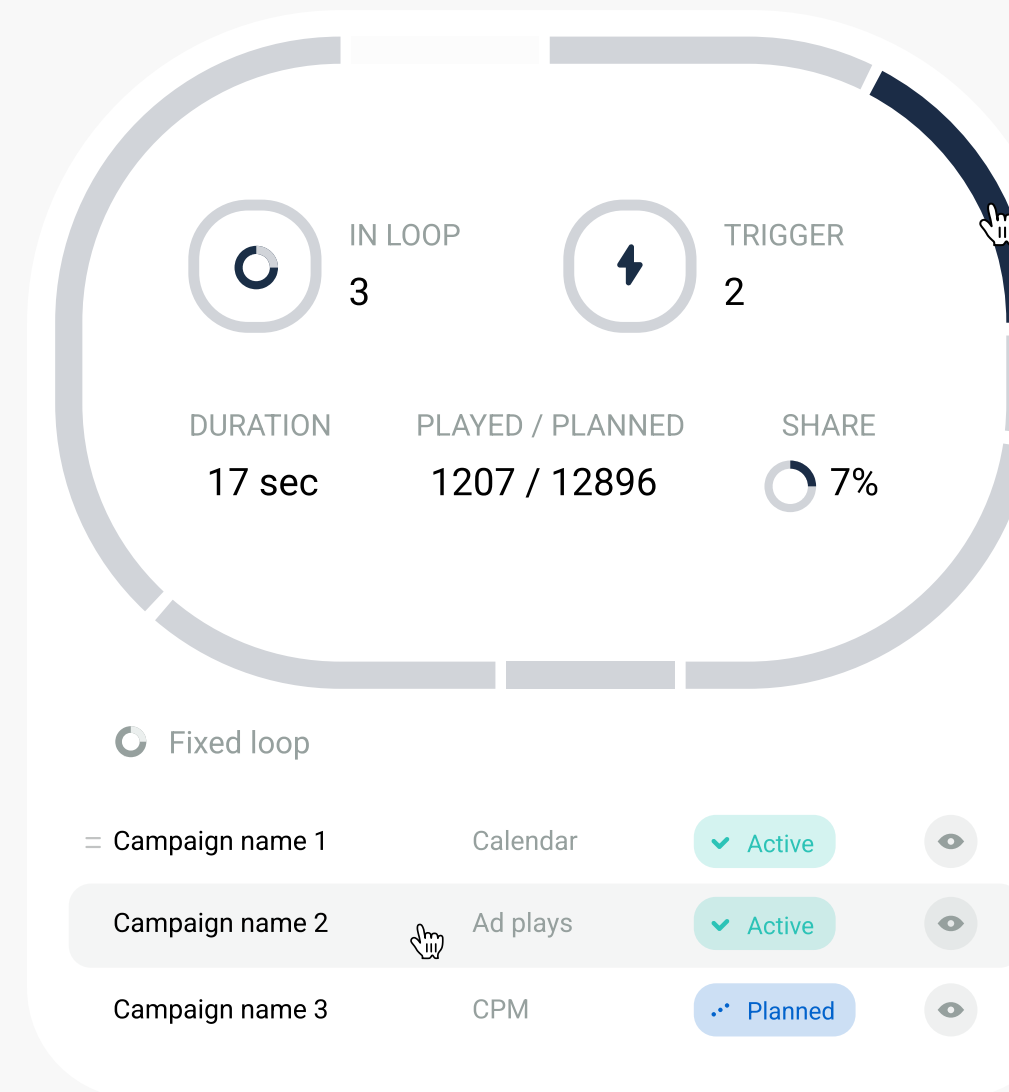 IN LOOP
3
TRIGGER
2
DURATION
17 sec
PLAYED / PLANNED
1207 / 12896
SHARE
7%
Fixed loop
Campaign name 1 Calendar Active
Campaign name 2 Ad plays Active
Campaign name 3 CPM Planned